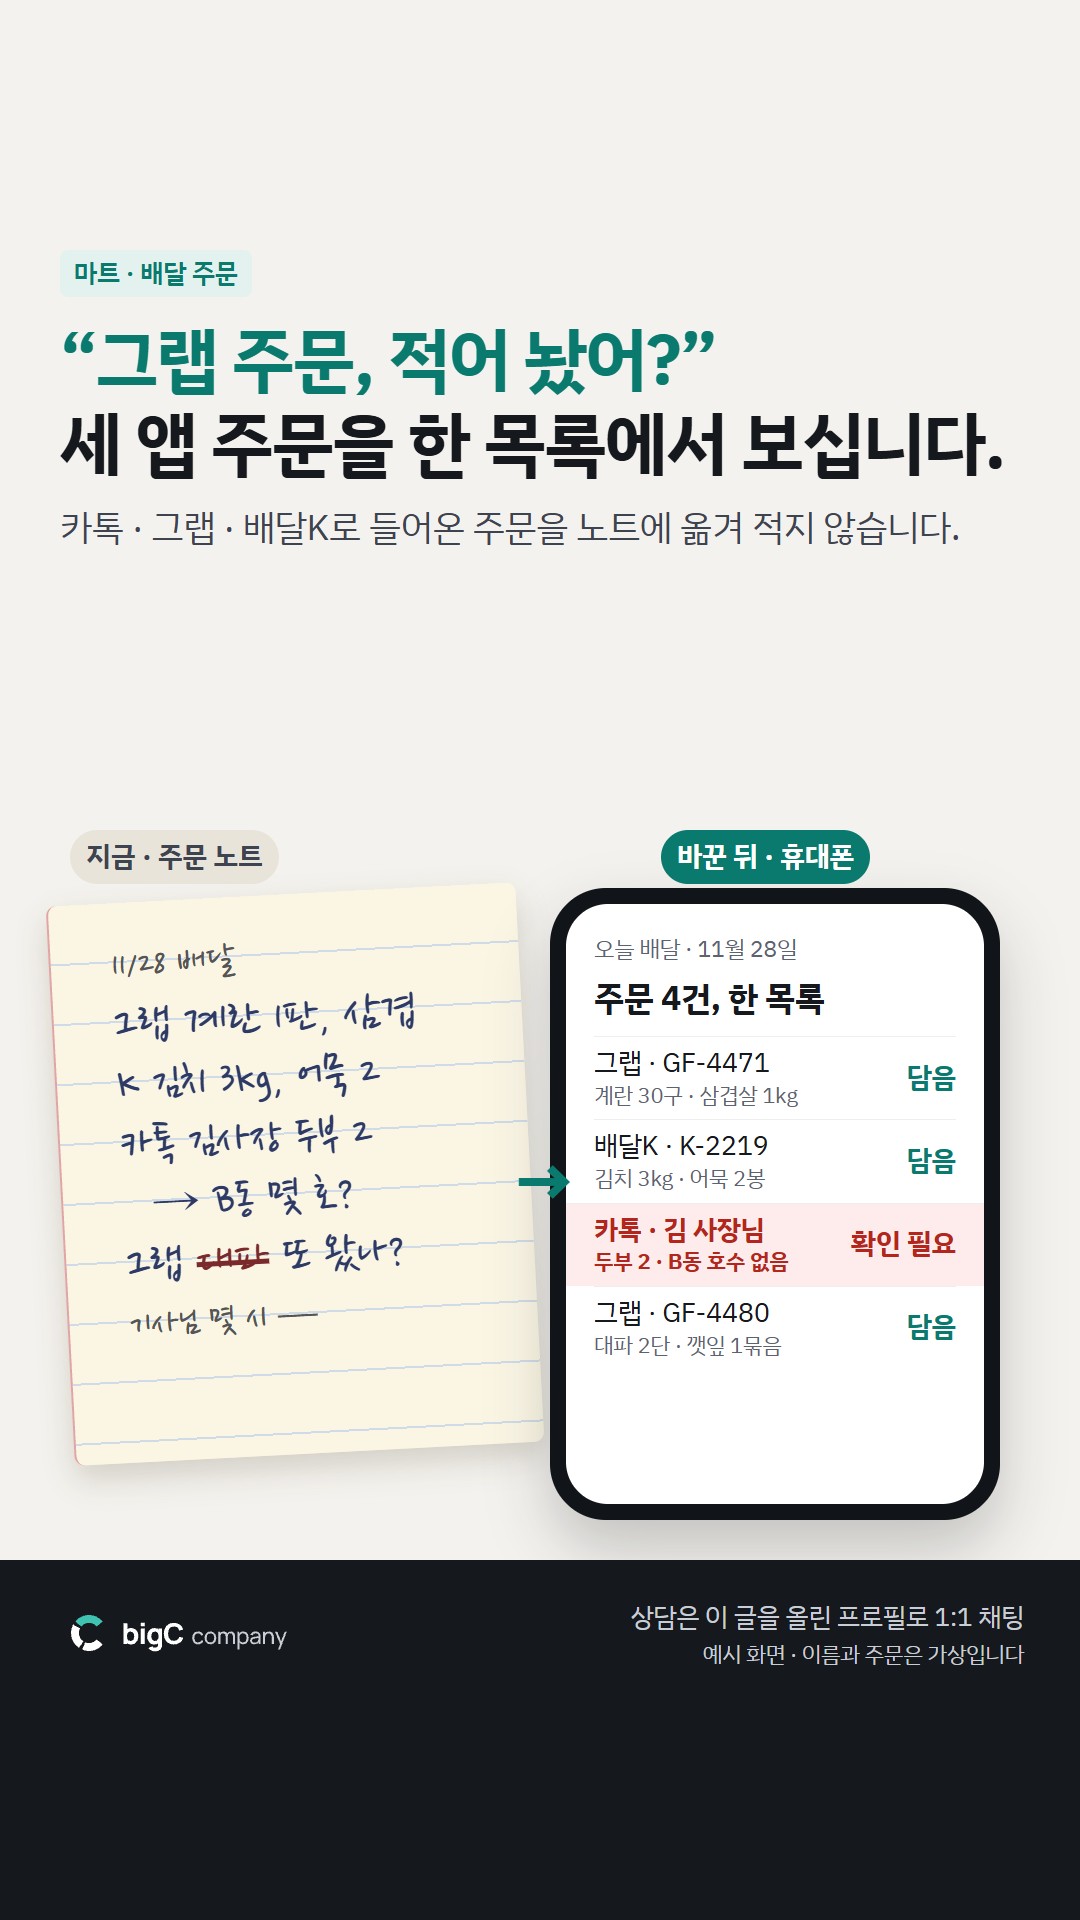 마트 · 배달 주문
“그랩 주문, 적어 놨어?”
세 앱 주문을 한 목록에서 보십니다.
카톡 · 그랩 · 배달K로 들어온 주문을 노트에 옮겨 적지 않습니다.
지금 · 주문 노트
11/28 배달
그랩 계란 1판, 삼겹
K 김치 3kg, 어묵 2
카톡 김사장 두부 2
→ B동 몇 호?
그랩 대파 또 왔나?
기사님 몇 시 —
바꾼 뒤 · 휴대폰
오늘 배달 · 11월 28일
주문 4건, 한 목록
그랩 · GF-4471
계란 30구 · 삼겹살 1kg
담음
배달K · K-2219
김치 3kg · 어묵 2봉
담음
카톡 · 김 사장님
두부 2 · B동 호수 없음
확인 필요
그랩 · GF-4480
대파 2단 · 깻잎 1묶음
담음
bigC company
상담은 이 글을 올린 프로필로 1:1 채팅
예시 화면 · 이름과 주문은 가상입니다